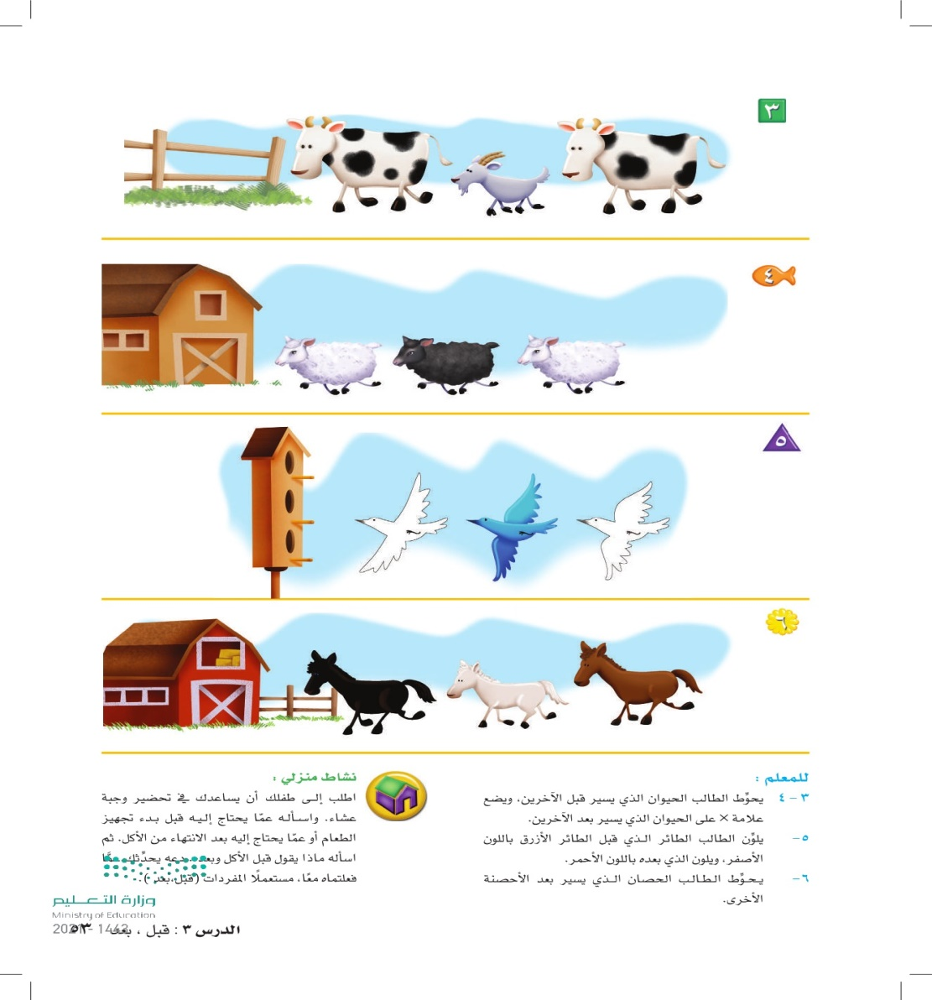 ٣
٤
٥
٦
للمعلم :
٣ - ٤ يحوِّط الطالب الحيوان الذي يسير قبل الآخرين، ويضع
علامة × على الحيوان الذي يسير بعد الآخرين.
٥- يلوِّن الطالب الطائر الذي قبل الطائر الأزرق باللون
الأصفر، ويلون الذي بعده باللون الأحمر.
٦- يحوِّط الطالب الحصان الذي يسير بعد الأحصنة
الأخرى.
نشاط منزلي :
اطلب إلى طفلك أن يساعدك في تحضير وجبة
عشاء. واسأله عمّا يحتاج إليه قبل بدء تجهيز
الطعام أو عمّا يحتاج إليه بعد الانتهاء من الأكل. ثم
اسأله ماذا يقول قبل الأكل وبعده. دعه يحدِّثك عمَّا
فعلتماه معًا، مستعملًا المفردات (قبل، بعد ).
وزارة التعليم
Ministry of Education
2021 - 1443
الدرس ٣ : قبل ، بعد ٥٣